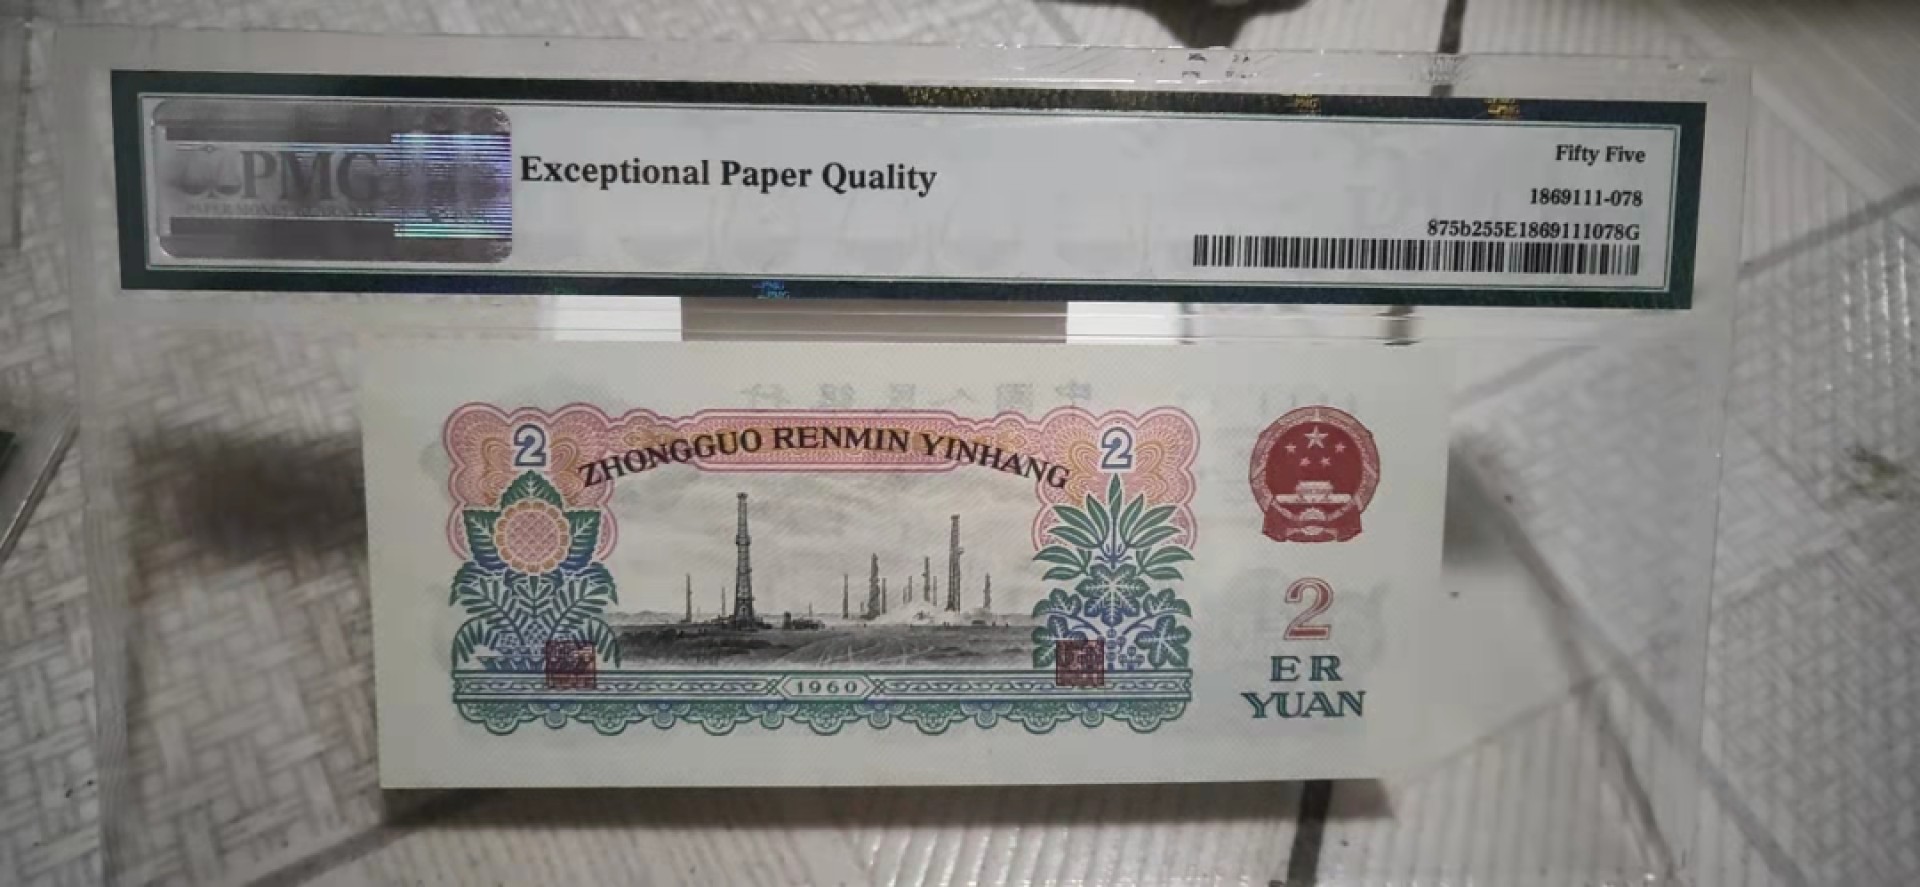 PMG
Exceptional Paper Quality
Fifty Five
1869111-078
875b255E1869111078G
2
ZHONGGUO RENMIN YINHANG
2
1960
2
ER
YUAN